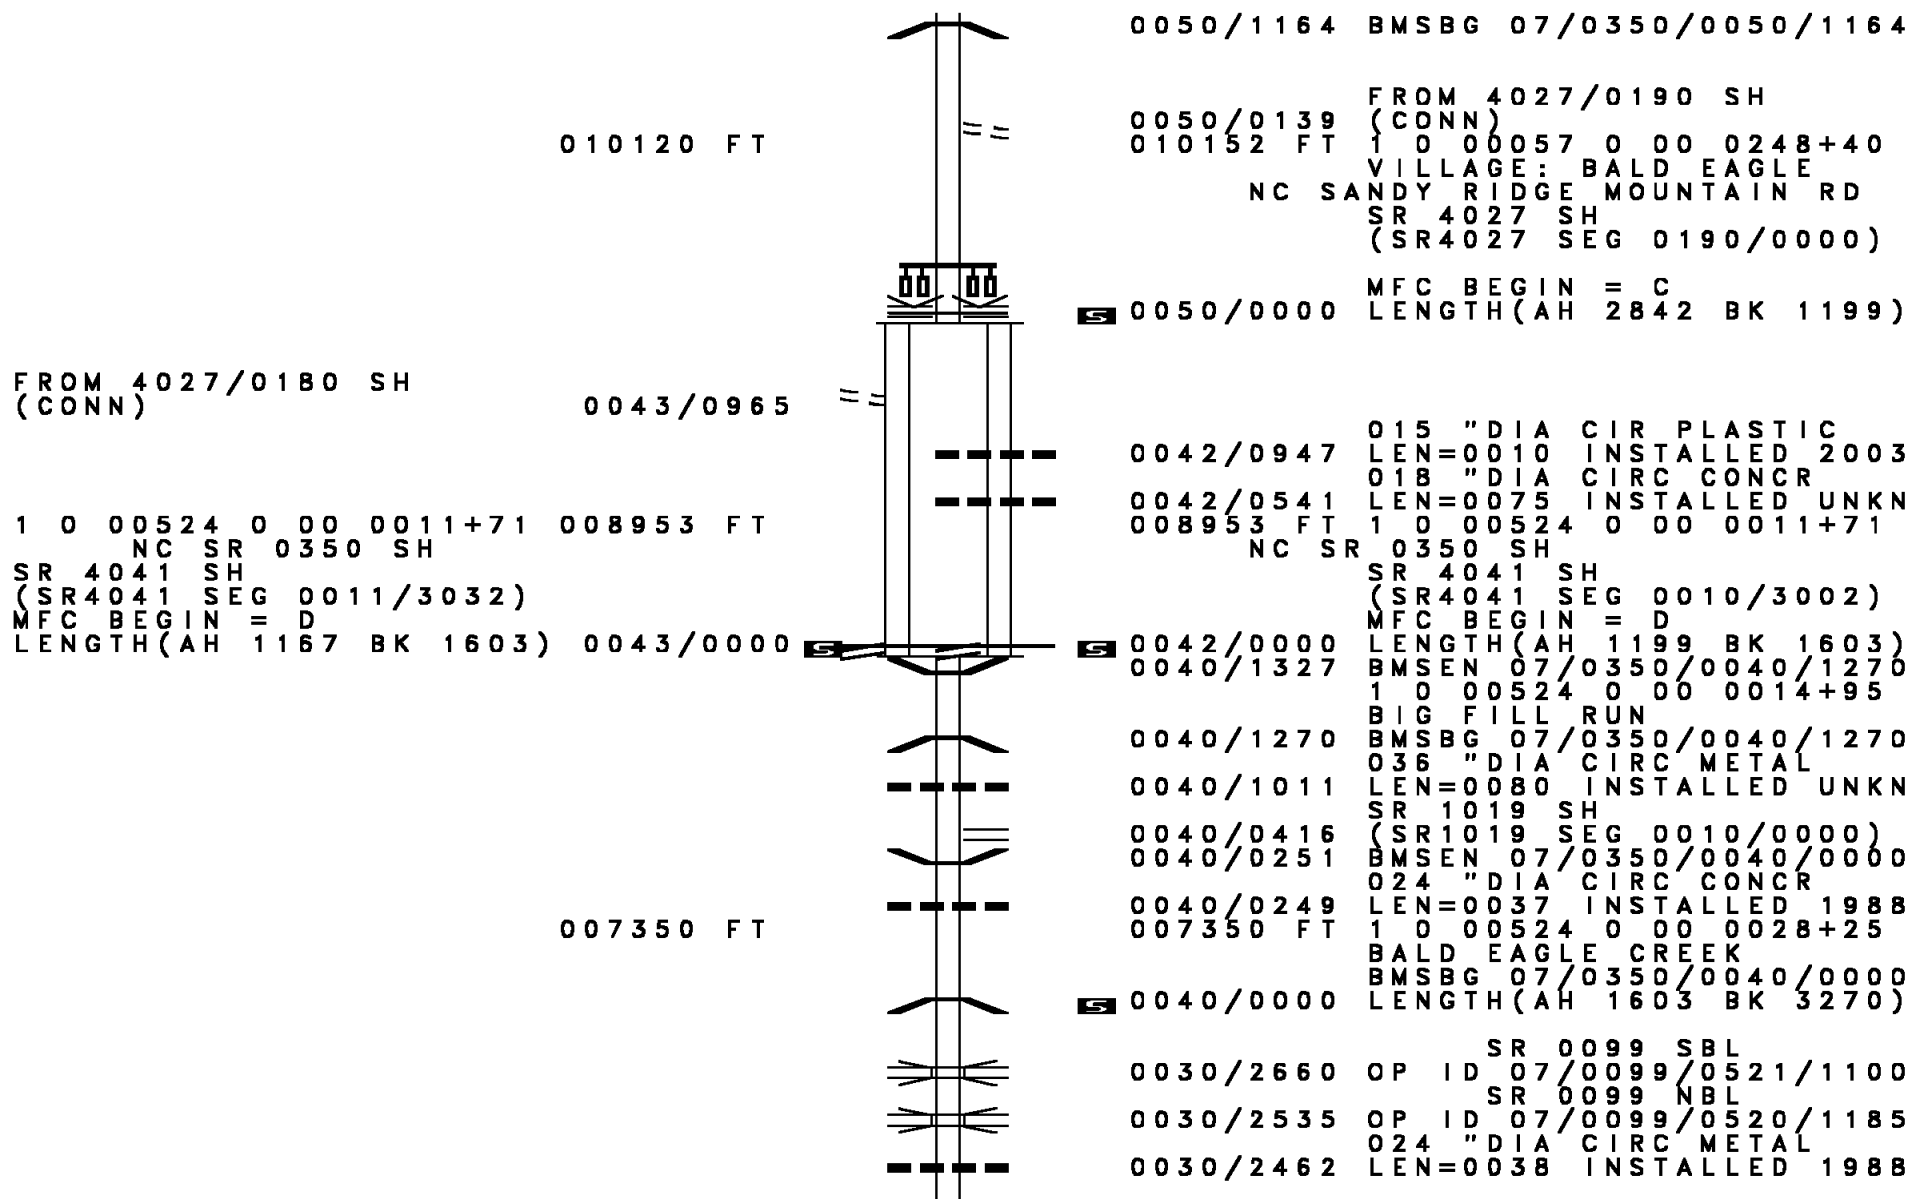 0050/1164 BMSBG 07/0350/0050/1164
FROM 4027/0190 SH
0050/0139 (CONN)
010120 FT 010152 FT 1 0 00057 0 00 0248+40
VILLAGE: BALD EAGLE
NC SANDY RIDGE MOUNTAIN RD
SR 4027 SH
(SR4027 SEG 0190/0000)
MFC BEGIN = C
S 0050/0000 LENGTH(AH 2842 BK 1199)
FROM 4027/0180 SH
(CONN) 0043/0965
015 "DIA CIR PLASTIC
0042/0947 LEN=0010 INSTALLED 2003
018 "DIA CIRC CONCR
0042/0541 LEN=0075 INSTALLED UNKN
1 0 00524 0 00 0011+71 008953 FT 008953 FT 1 0 00524 0 00 0011+71
NC SR 0350 SH NC SR 0350 SH
SR 4041 SH SR 4041 SH
(SR4041 SEG 0011/3032) (SR4041 SEG 0010/3002)
MFC BEGIN = D MFC BEGIN = D
LENGTH(AH 1167 BK 1603) 0043/0000 S S 0042/0000 LENGTH(AH 1199 BK 1603)
0040/1327 BMSEN 07/0350/0040/1270
1 0 00524 0 00 0014+95
BIG FILL RUN
0040/1270 BMSBG 07/0350/0040/1270
036 "DIA CIRC METAL
0040/1011 LEN=0080 INSTALLED UNKN
SR 1019 SH
0040/0416 (SR1019 SEG 0010/0000)
0040/0251 BMSEN 07/0350/0040/0000
024 "DIA CIRC CONCR
0040/0249 LEN=0037 INSTALLED 1988
007350 FT 007350 FT 1 0 00524 0 00 0028+25
BALD EAGLE CREEK
BMSBG 07/0350/0040/0000
S 0040/0000 LENGTH(AH 1603 BK 3270)
SR 0099 SBL
0030/2660 OP ID 07/0099/0521/1100
SR 0099 NBL
0030/2535 OP ID 07/0099/0520/1185
024 "DIA CIRC METAL
0030/2462 LEN=0038 INSTALLED 1988